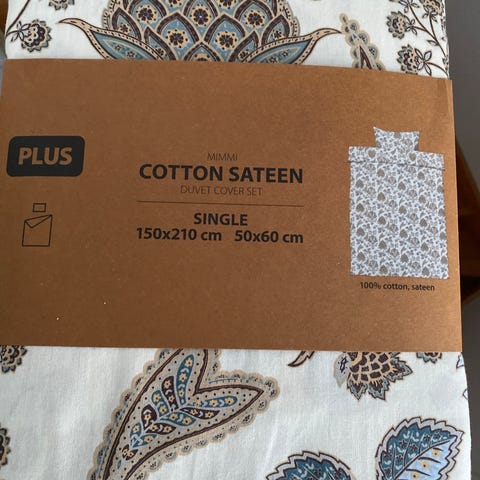 PLUS
MIMMI
COTTON SATEEN
DUVET COVER SET
SINGLE
150x210 cm 50x60 cm
100% cotton, sateen